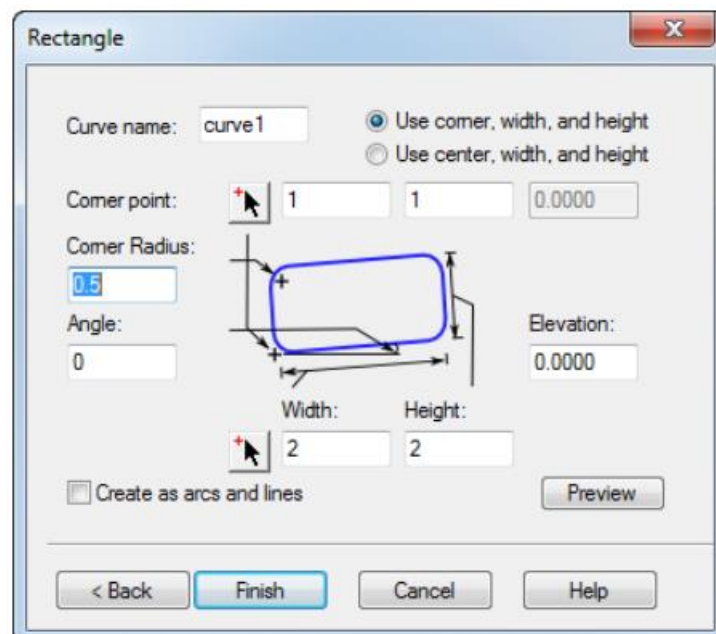 Rectangle
Curve name: curve1
Use corner, width, and height
Use center, width, and height
Corner point: 1 1 0.0000
Corner Radius:
0.5
Angle:
0
Elevation:
0.0000
Width: Height:
2 2
Create as arcs and lines
Preview
< Back Finish Cancel Help